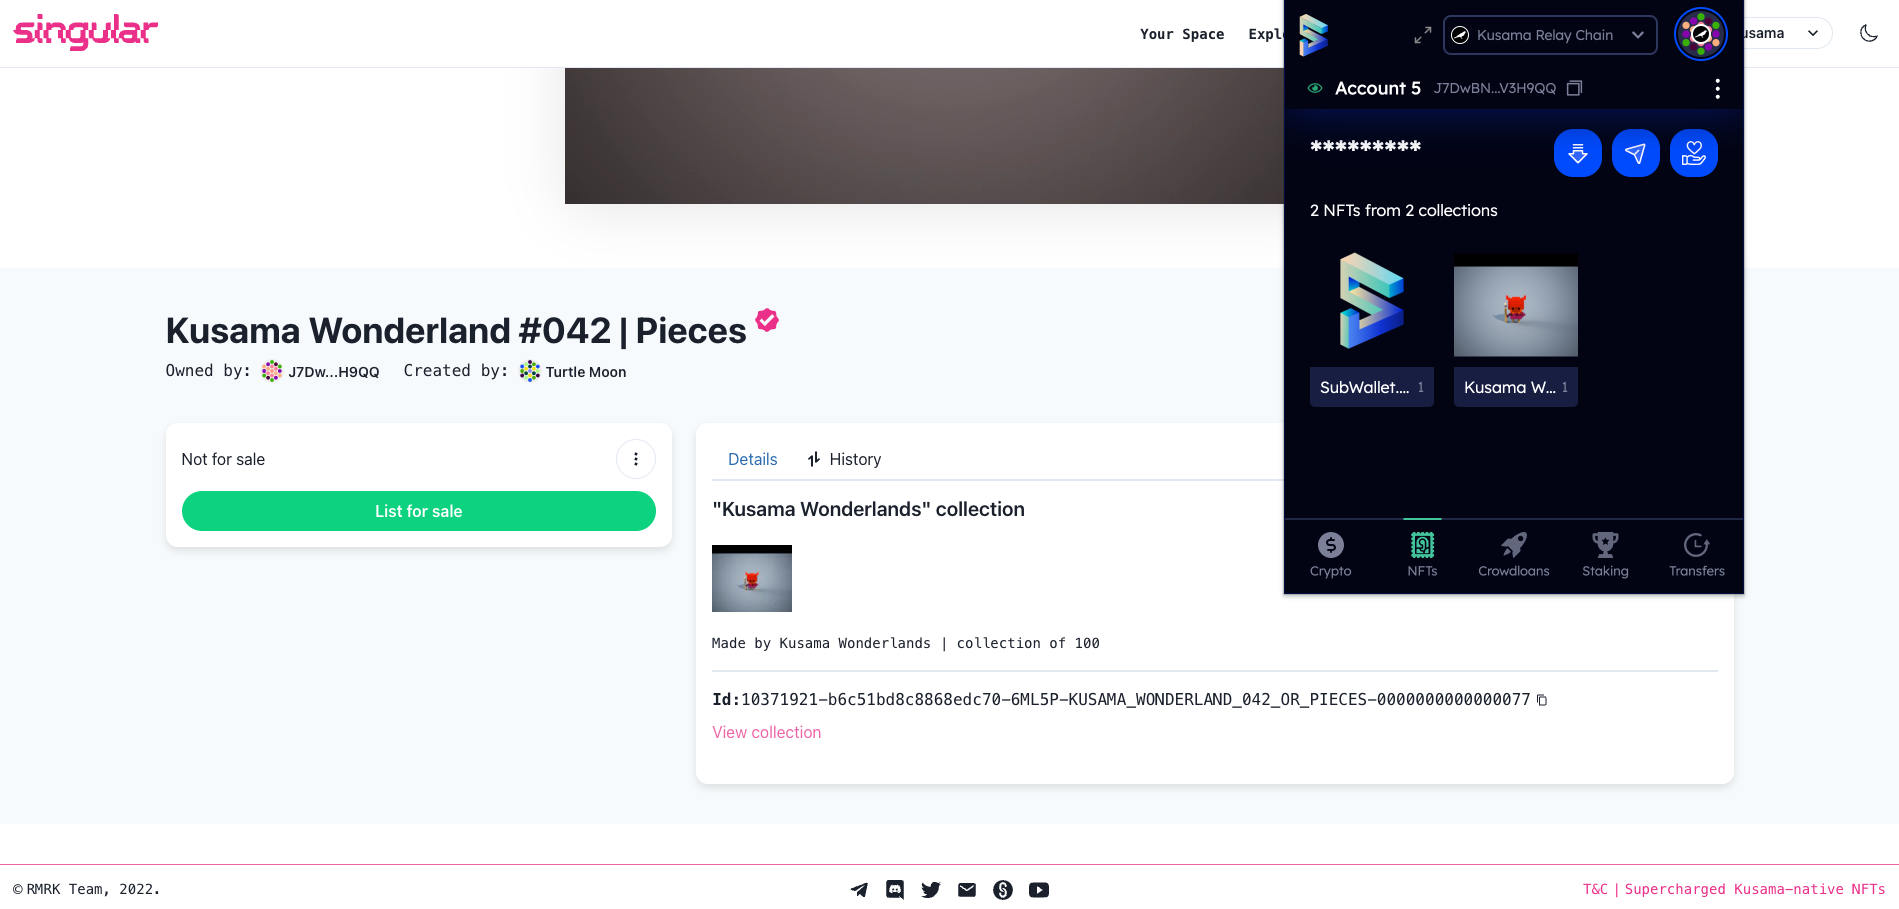 singular
Your Space
Kusama Relay Chain
Account 5 J7DwBN...V3H9QQ
*********
2 NFTs from 2 collections
SubWallet.... 1
Kusama W... 1
Crypto
NFTs
Crowdloans
Staking
Transfers
Kusama Wonderland #042 | Pieces
Owned by: J7Dw...H9QQ Created by: Turtle Moon
Not for sale
List for sale
Details
History
"Kusama Wonderlands" collection
Made by Kusama Wonderlands | collection of 100
Id:10371921-b6c51bd8c8868edc70-6ML5P-KUSAMA_WONDERLAND_042_OR_PIECES-0000000000000077
View collection
© RMRK Team, 2022.
T&C | Supercharged Kusama-native NFTs